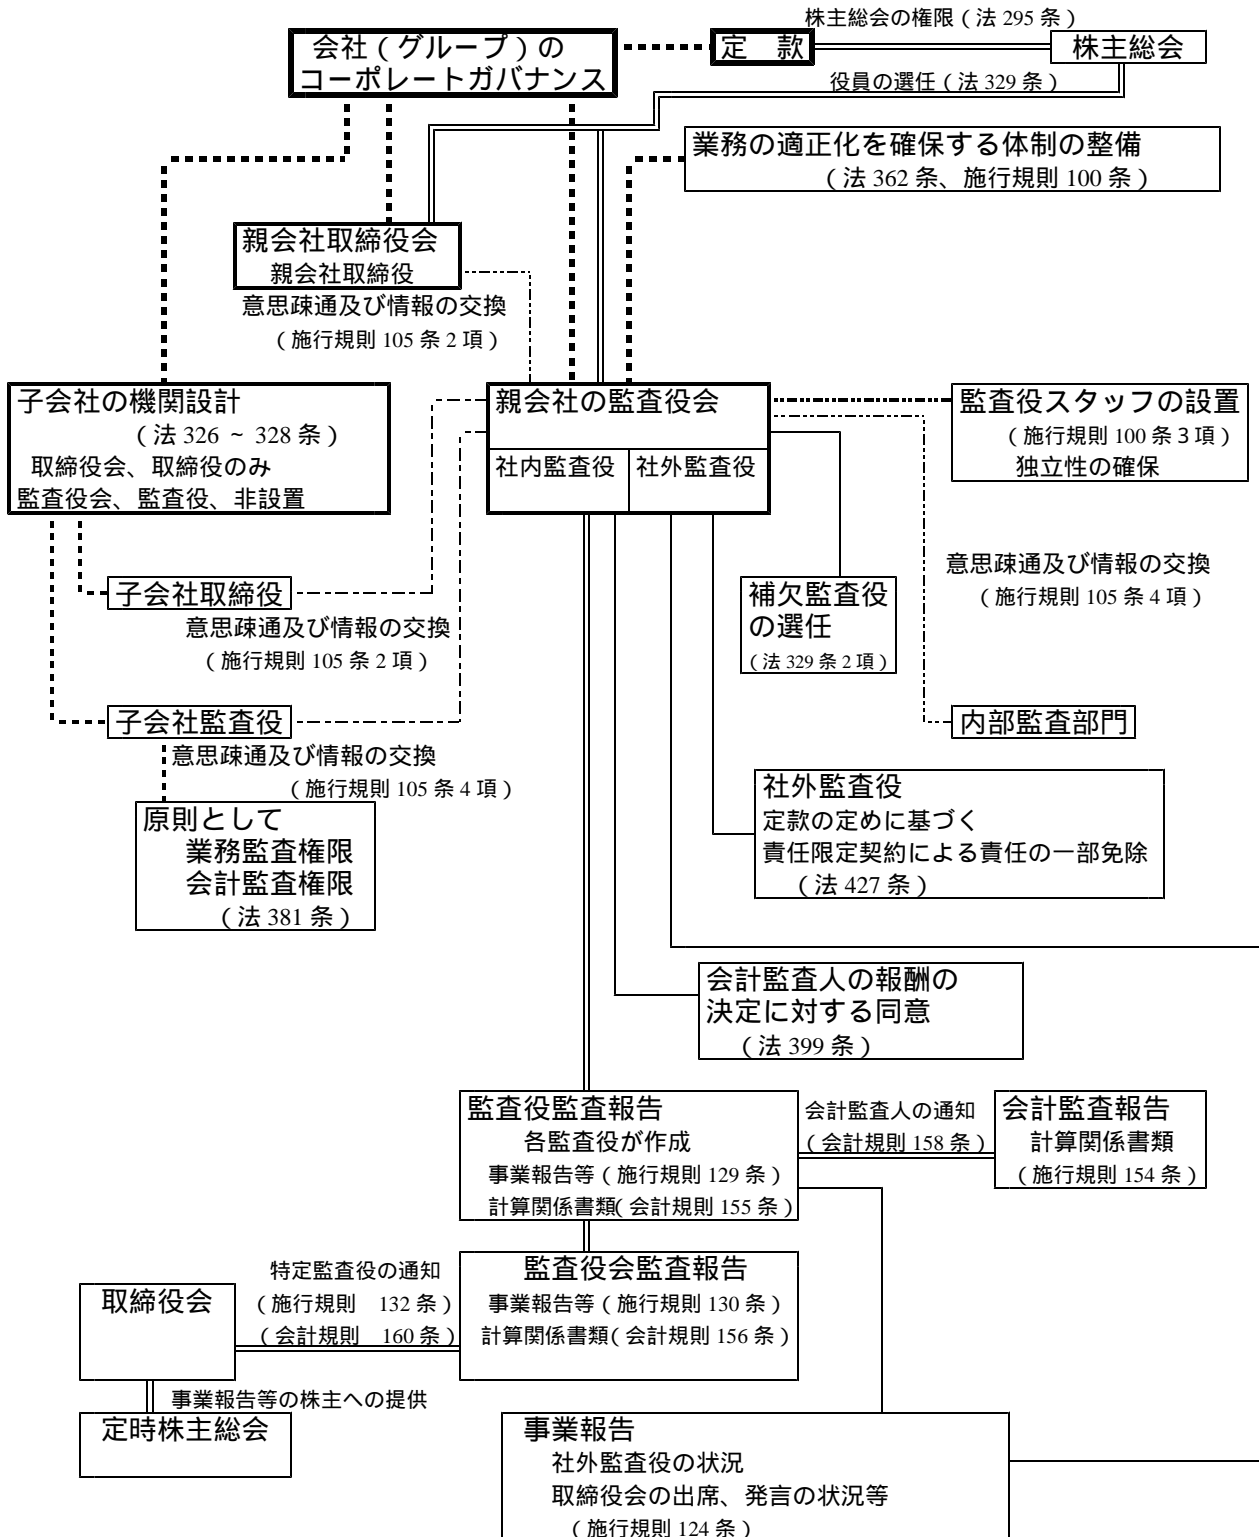 株主総会の権限（法 295 条）
会社（グループ）の
コーポレートガバナンス
定　款
株主総会
役員の選任（法 329 条）
業務の適正化を確保する体制の整備
（法 362 条、施行規則 100 条）
親会社取締役会
親会社取締役
意思疎通及び情報の交換
（施行規則 105 条 2 項）
子会社の機関設計
（法 326 ～ 328 条）
取締役会、取締役のみ
監査役会、監査役、非設置
親会社の監査役会
社内監査役
社外監査役
監査役スタッフの設置
（施行規則 100 条３項）
独立性の確保
意思疎通及び情報の交換
（施行規則 105 条 4 項）
子会社取締役
意思疎通及び情報の交換
（施行規則 105 条 2 項）
補欠監査役
の選任
（法 329 条 2 項）
子会社監査役
意思疎通及び情報の交換
（施行規則 105 条 4 項）
内部監査部門
原則として
業務監査権限
会計監査権限
（法 381 条）
社外監査役
定款の定めに基づく
責任限定契約による責任の一部免除
（法 427 条）
会計監査人の報酬の
決定に対する同意
（法 399 条）
監査役監査報告
各監査役が作成
事業報告等（施行規則 129 条）
計算関係書類（会計規則 155 条）
会計監査人の通知
（会計規則 158 条）
会計監査報告
計算関係書類
（施行規則 154 条）
特定監査役の通知
（施行規則　132 条）
（会計規則　160 条）
監査役会監査報告
事業報告等（施行規則 130 条）
計算関係書類（会計規則 156 条）
取締役会
事業報告等の株主への提供
定時株主総会
事業報告
社外監査役の状況
取締役会の出席、発言の状況等
（施行規則 124 条）